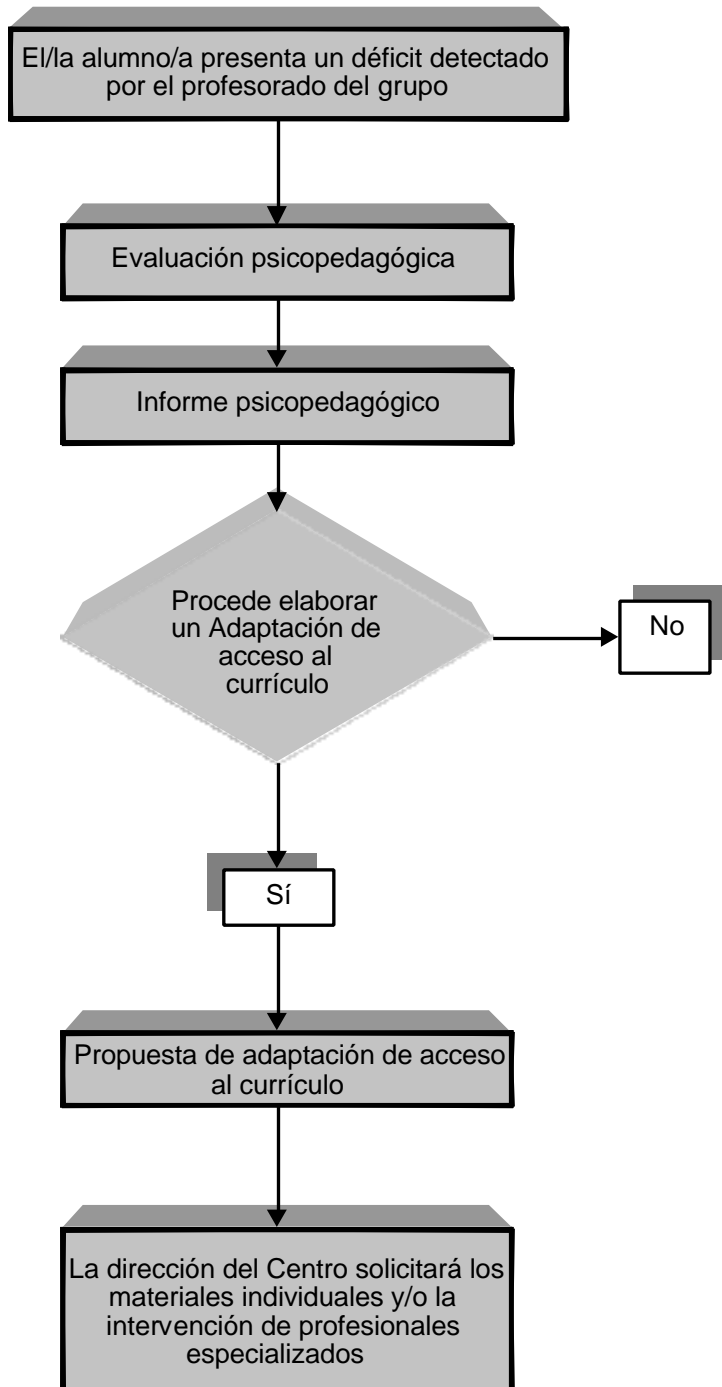 El/la alumno/a presenta un déficit detectado
por el profesorado del grupo
Evaluación psicopedagógica
Informe psicopedagógico
Procede elaborar
un Adaptación de
acceso al
currículo
No
Sí
Propuesta de adaptación de acceso
al currículo
La dirección del Centro solicitará los
materiales individuales y/o la
intervención de profesionales
especializados